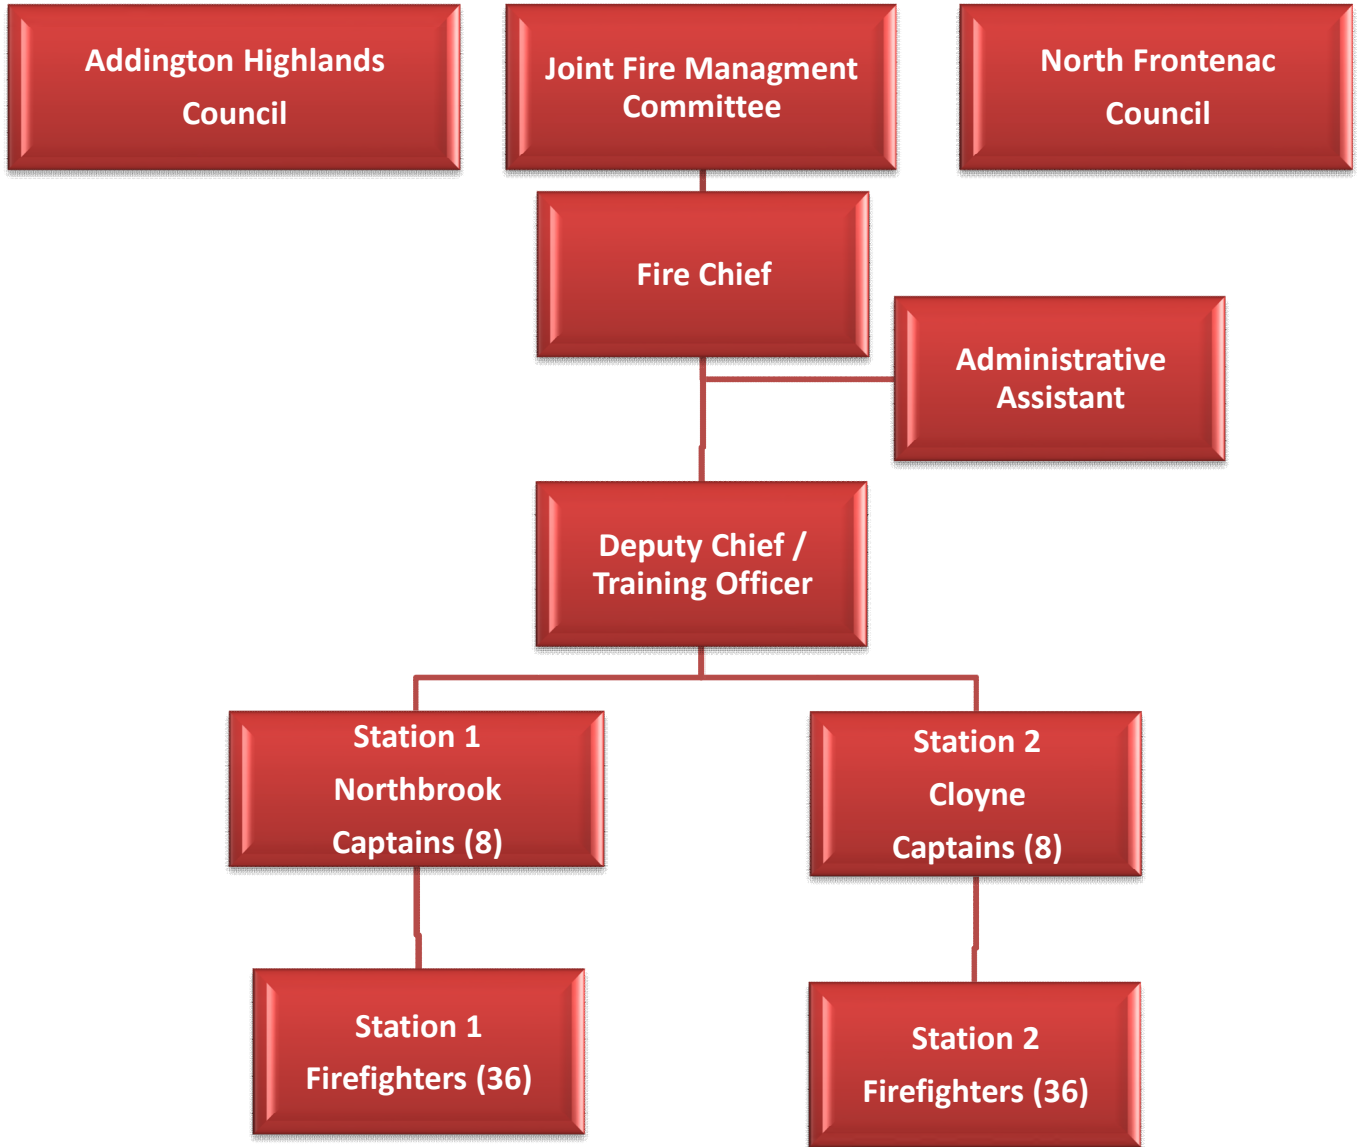 Addington Highlands
Council
Joint Fire Managment
Committee
North Frontenac
Council
Fire Chief
Administrative
Assistant
Deputy Chief /
Training Officer
Station 1
Northbrook
Captains (8)
Station 2
Cloyne
Captains (8)
Station 1
Firefighters (36)
Station 2
Firefighters (36)